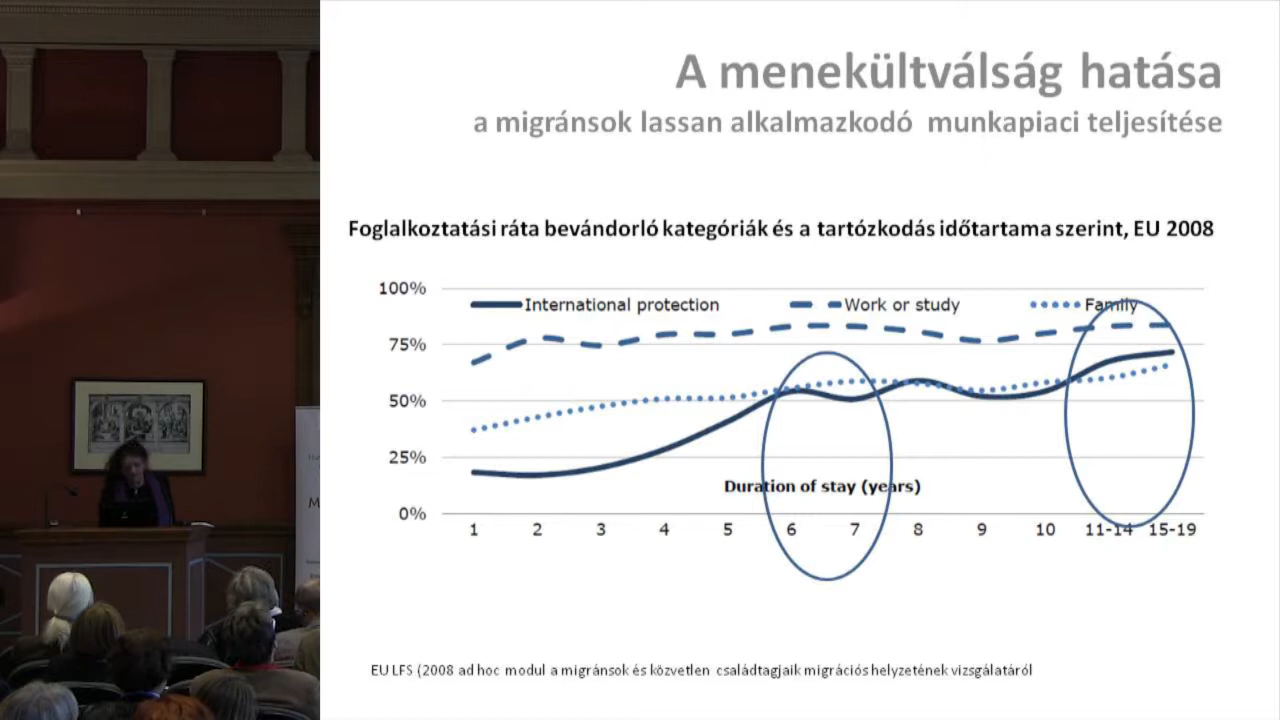 A menekültválság hatása
a migránsok lassan alkalmazkodó munkapiaci teljesítése
Foglalkoztatási ráta bevándorló kategóriák és a tartózkodás időtartama szerint, EU 2008
100%
International protection
Work or study
Family
75%
50%
25%
Duration of stay (years)
0%
1 2 3 4 5 6 7 8 9 10 11-14 15-19
EU LFS (2008 ad hoc modul a migránsok és közvetlen családtagjaik migrációs helyzetének vizsgálatáról